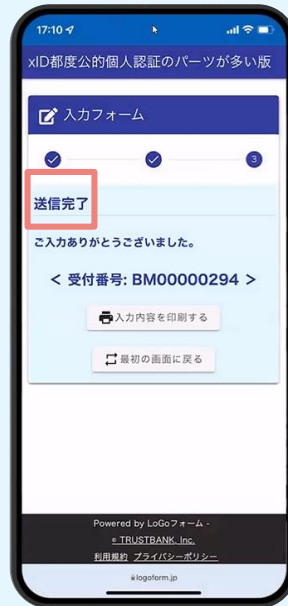 17:10
xID都度公的個人認証のパーツが多い版
入力フォーム
3
送信完了
ご入力ありがとうございました。
< 受付番号: BM00000294 >
入力内容を印刷する
最初の画面に戻る
Powered by LoGoフォーム -
© TRUSTBANK, Inc.
利用規約 プライバシーポリシー
logoform.jp